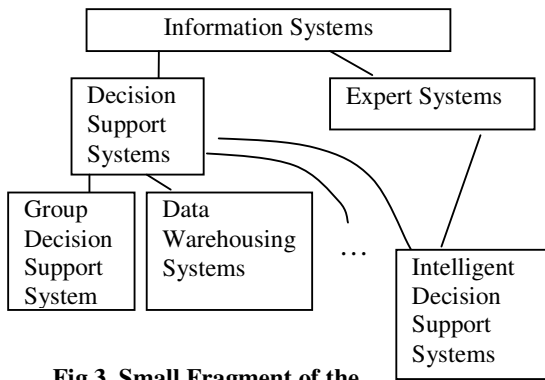 Information Systems
Decision
Support
Systems
Expert Systems
Group
Decision
Support
System
Data
Warehousing
Systems
…
Intelligent
Decision
Support
Systems
Fig 3. Small Fragment of the